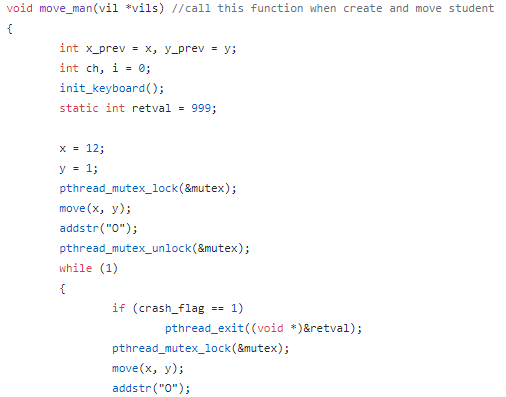 void move_man(vil *vils) //call this function when create and move student
{
int x_prev = x, y_prev = y;
int ch, i = 0;
init_keyboard();
static int retval = 999;
x = 12;
y = 1;
pthread_mutex_lock(&mutex);
move(x, y);
addstr("O");
pthread_mutex_unlock(&mutex);
while (1)
{
if (crash_flag == 1)
pthread_exit((void *)&retval);
pthread_mutex_lock(&mutex);
move(x, y);
addstr("O");